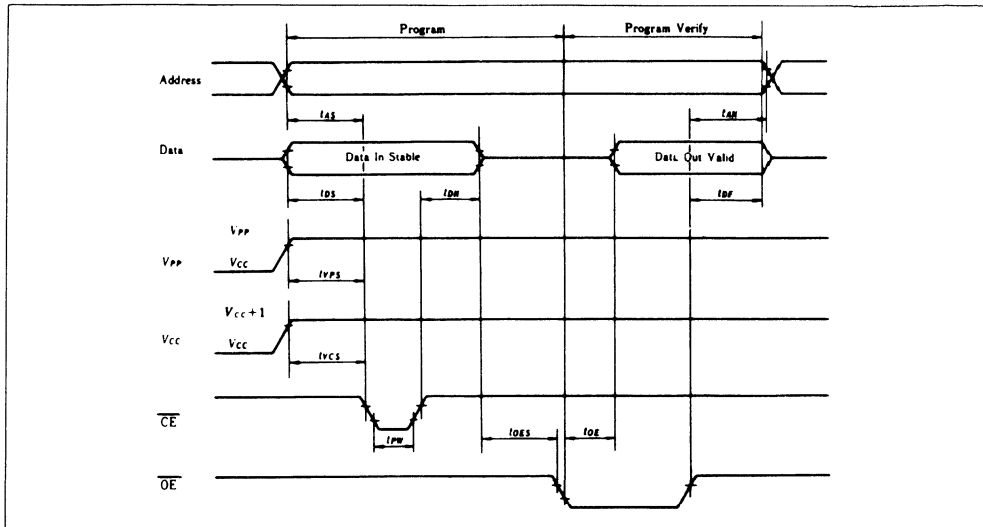 Program
Program Verify
Address
tAS
tAH
Data
Data In Stable
Data Out Valid
tDS
tDH
tDF
VPP
VPP
VCC
tVPS
VCC+1
VCC
VCC
tVCS
CE
tPW
tOES
tOE
OE